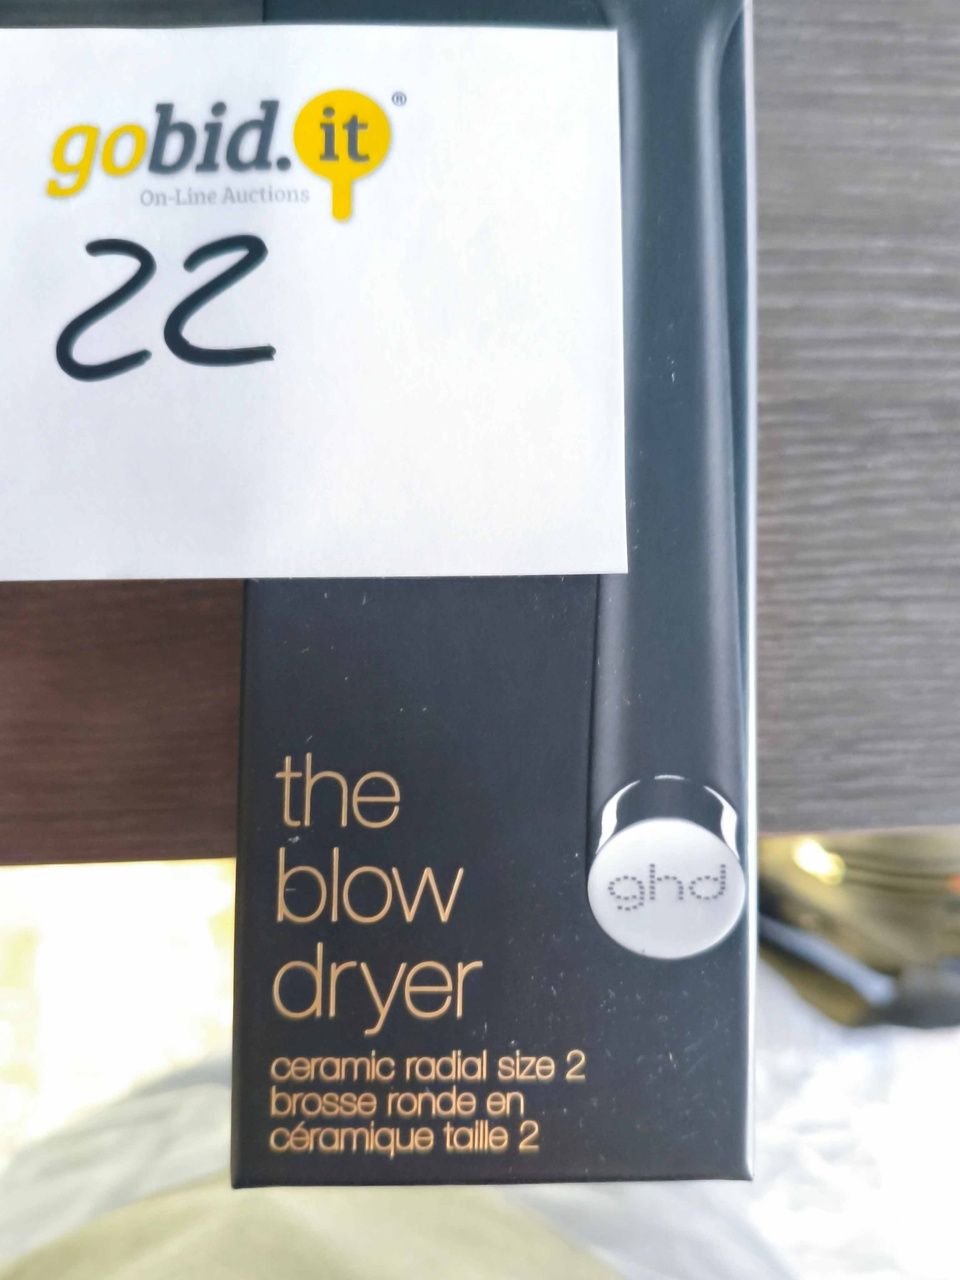 gobid.it®
On-Line Auctions
22
the
blow
dryer
ghd
ceramic radial size 2
brosse ronde en
céramique taille 2